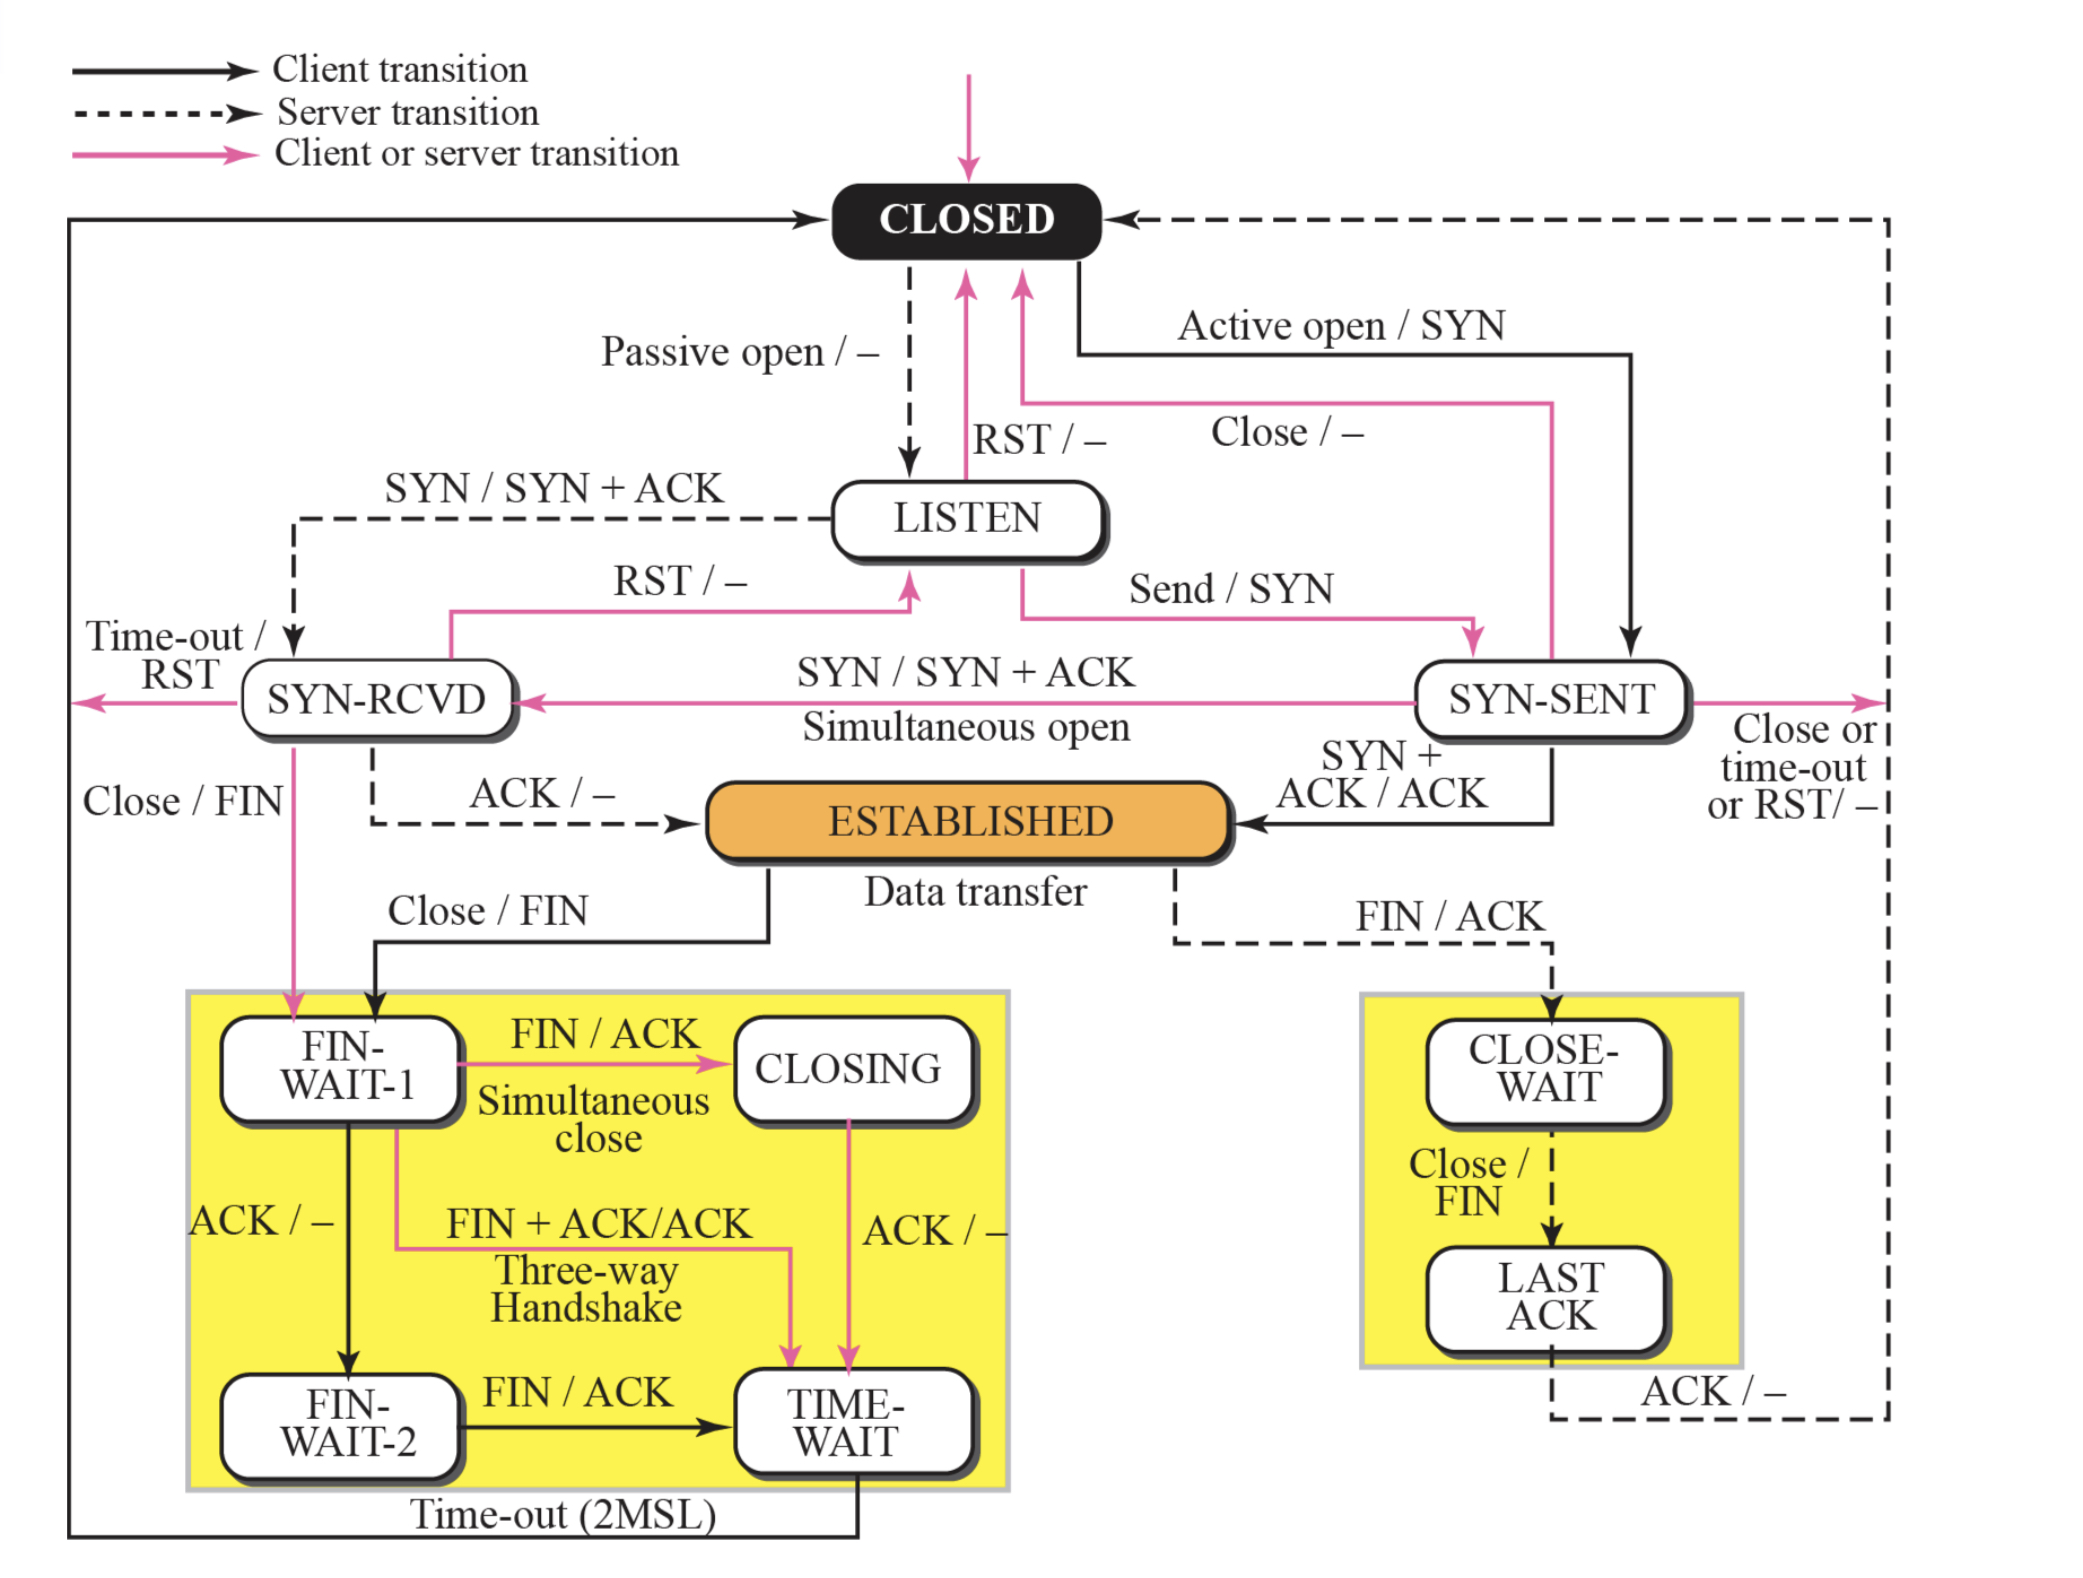 Client transition
Server transition
Client or server transition
CLOSED
Active open / SYN
Passive open / –
Close / –
RST / –
SYN / SYN + ACK
LISTEN
RST / –
Send / SYN
Time-out /
RST
SYN-RCVD
SYN / SYN + ACK
Simultaneous open
SYN-SENT
Close or
time-out
or RST/ –
SYN +
ACK / ACK
Close / FIN
ACK / –
ESTABLISHED
Data transfer
Close / FIN
FIN / ACK
FIN-
WAIT-1
FIN / ACK
Simultaneous
close
CLOSING
CLOSE-
WAIT
Close /
FIN
ACK / –
FIN + ACK/ACK
Three-way
Handshake
ACK / –
LAST
ACK
FIN-
WAIT-2
FIN / ACK
TIME-
WAIT
ACK / –
Time-out (2MSL)